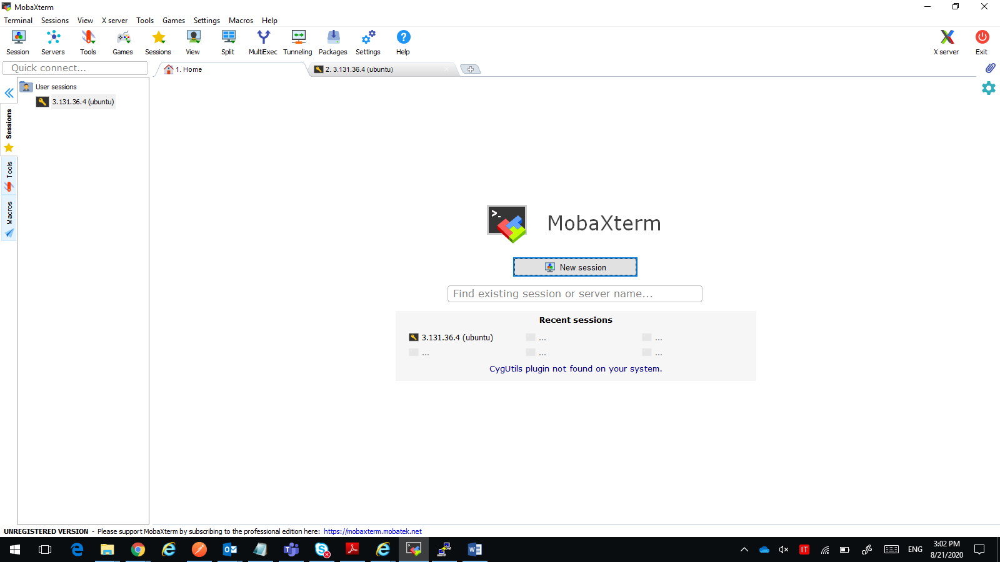 MobaXterm
Terminal Sessions View X server Tools Games Settings Macros Help
Session Servers Tools Games Sessions View Split MultiExec Tunneling Packages Settings Help X server Exit
Quick connect...
1. Home
2. 3.131.36.4 (ubuntu)
User sessions
3.131.36.4 (ubuntu)
Sessions
Tools
Macros
>_
MobaXterm
New session
Find existing session or server name...
Recent sessions
3.131.36.4 (ubuntu) ... ...
... ... ...
CygUtils plugin not found on your system.
UNREGISTERED VERSION - Please support MobaXterm by subscribing to the professional edition here: https://mobaxterm.mobatek.net
IT
ENG
3:02 PM
8/21/2020